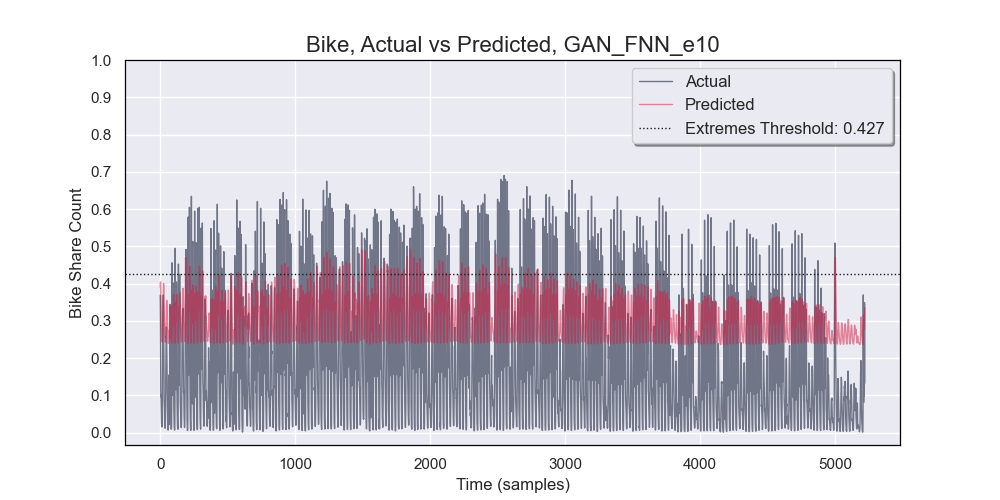 Bike, Actual vs Predicted, GAN_FNN_e10
Actual
Predicted
Extremes Threshold: 0.427
Bike Share Count
1.0
0.9
0.8
0.7
0.6
0.5
0.4
0.3
0.2
0.1
0.0
0 1000 2000 3000 4000 5000
Time (samples)